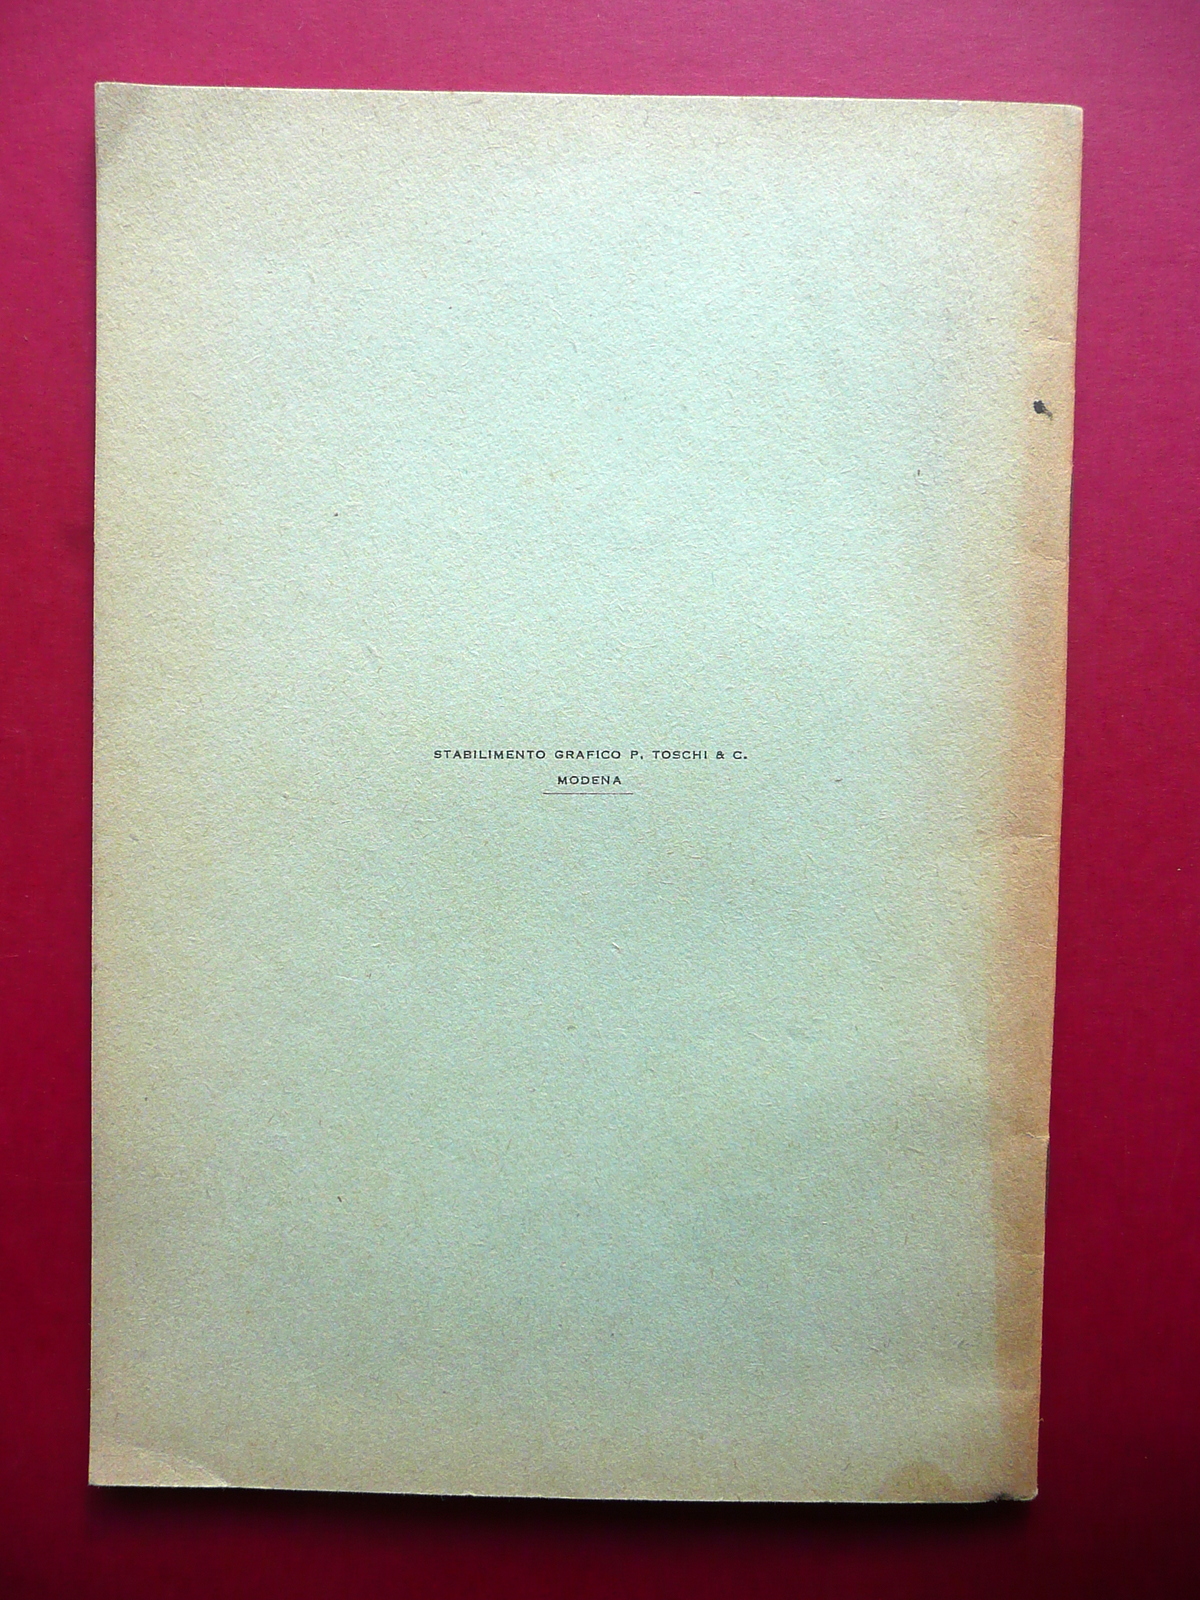 STABILIMENTO GRAFICO P. TOSCHI & C.
MODENA